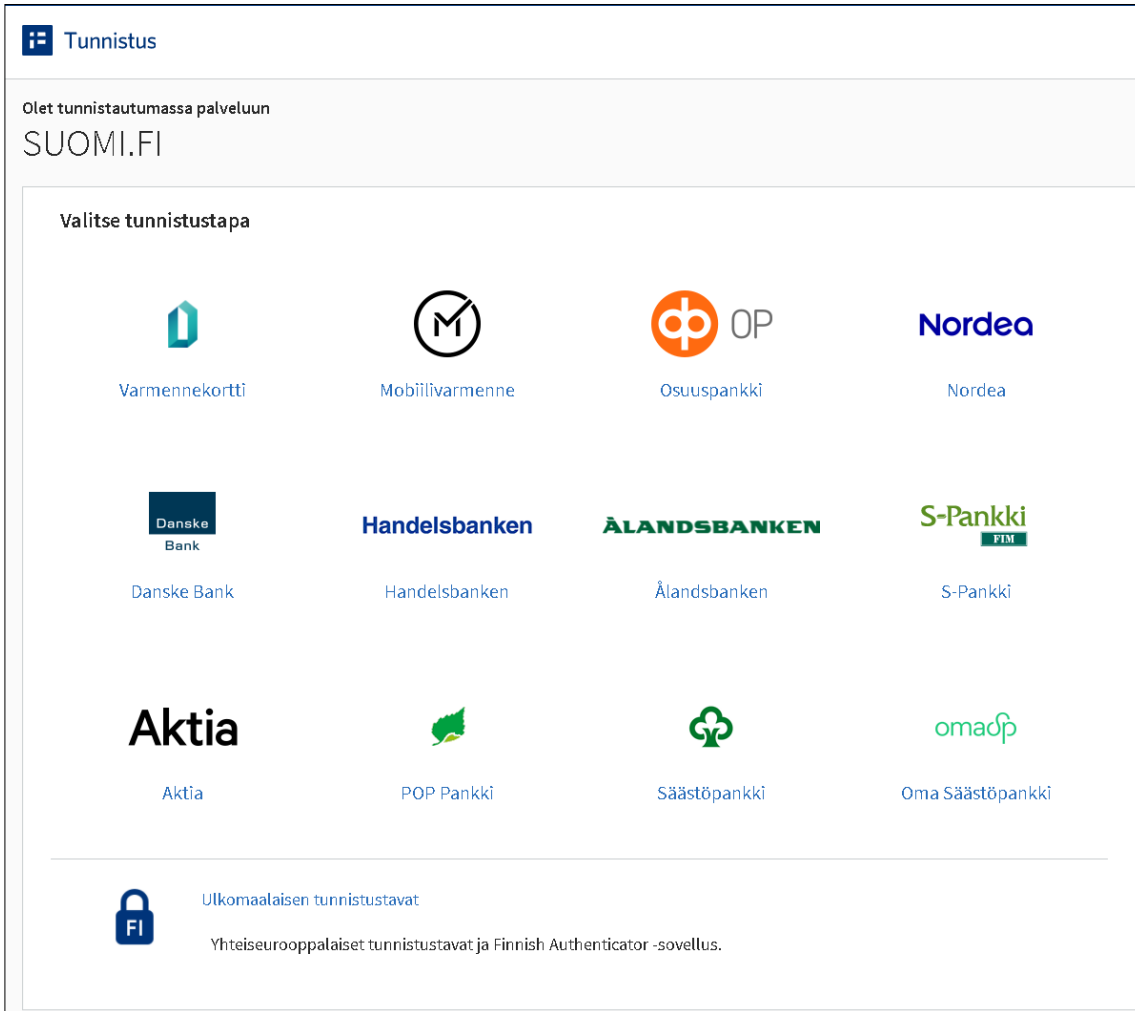 Tunnistus
Olet tunnistautumassa palveluun
SUOMI.FI
Valitse tunnistustapa
OP
Nordea
Varmennekortti
Mobiilivarmenne
Osuuspankki
Nordea
Danske
Bank
Handelsbanken
ÅLANDSBANKEN
S-Pankki
FIM
Danske Bank
Handelsbanken
Ålandsbanken
S-Pankki
Aktia
omasp
Aktia
POP Pankki
Säästöpankki
Oma Säästöpankki
FI
Ulkomaalaisen tunnistustavat
Yhteiseurooppalaiset tunnistustavat ja Finnish Authenticator -sovellus.